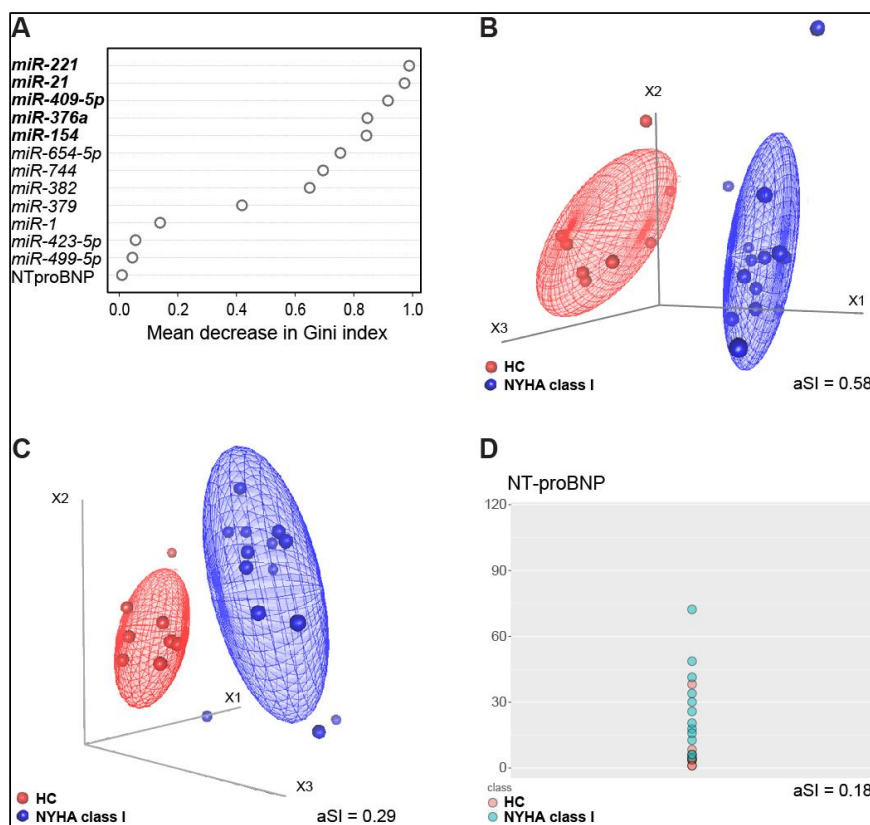 A
miR-221
miR-21
miR-409-5p
miR-376a
miR-154
miR-654-5p
miR-744
miR-382
miR-379
miR-1
miR-423-5p
miR-499-5p
NTproBNP
0.0 0.2 0.4 0.6 0.8 1.0
Mean decrease in Gini index
B
X2
X1
X3
HC
NYHA class I
aSI = 0.58
C
X2
X1
X3
HC
NYHA class I
aSI = 0.29
D
NT-proBNP
120
90
60
30
0
class
HC
NYHA class I
aSI = 0.18